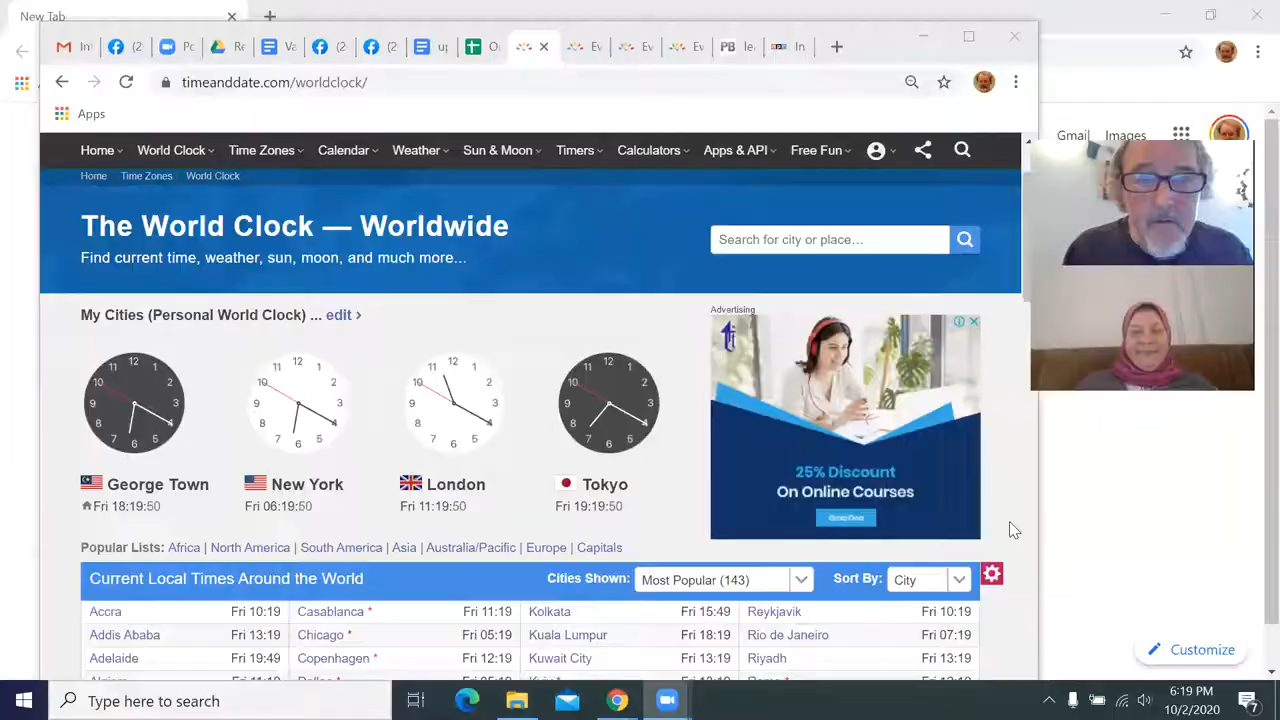 New Tab
timeanddate.com/worldclock/
Apps
Gmail Images
Home World Clock Time Zones Calendar Weather Sun & Moon Timers Calculators Apps & API Free Fun
Home Time Zones World Clock
The World Clock — Worldwide
Find current time, weather, sun, moon, and much more...
Search for city or place...
My Cities (Personal World Clock) ... edit >
Advertising
25% Discount
On Online Courses
George Town New York London Tokyo
Fri 18:19:50 Fri 06:19:50 Fri 11:19:50 Fri 19:19:50
Popular Lists: Africa | North America | South America | Asia | Australia/Pacific | Europe | Capitals
Current Local Times Around the World Cities Shown: Most Popular (143) Sort By: City
Accra Fri 10:19 Casablanca * Fri 11:19 Kolkata Fri 15:49 Reykjavik Fri 10:19
Addis Ababa Fri 13:19 Chicago * Fri 05:19 Kuala Lumpur Fri 18:19 Rio de Janeiro Fri 07:19
Adelaide Fri 19:49 Copenhagen * Fri 12:19 Kuwait City Fri 13:19 Riyadh Fri 13:19
Customize
Type here to search
6:19 PM
10/2/2020